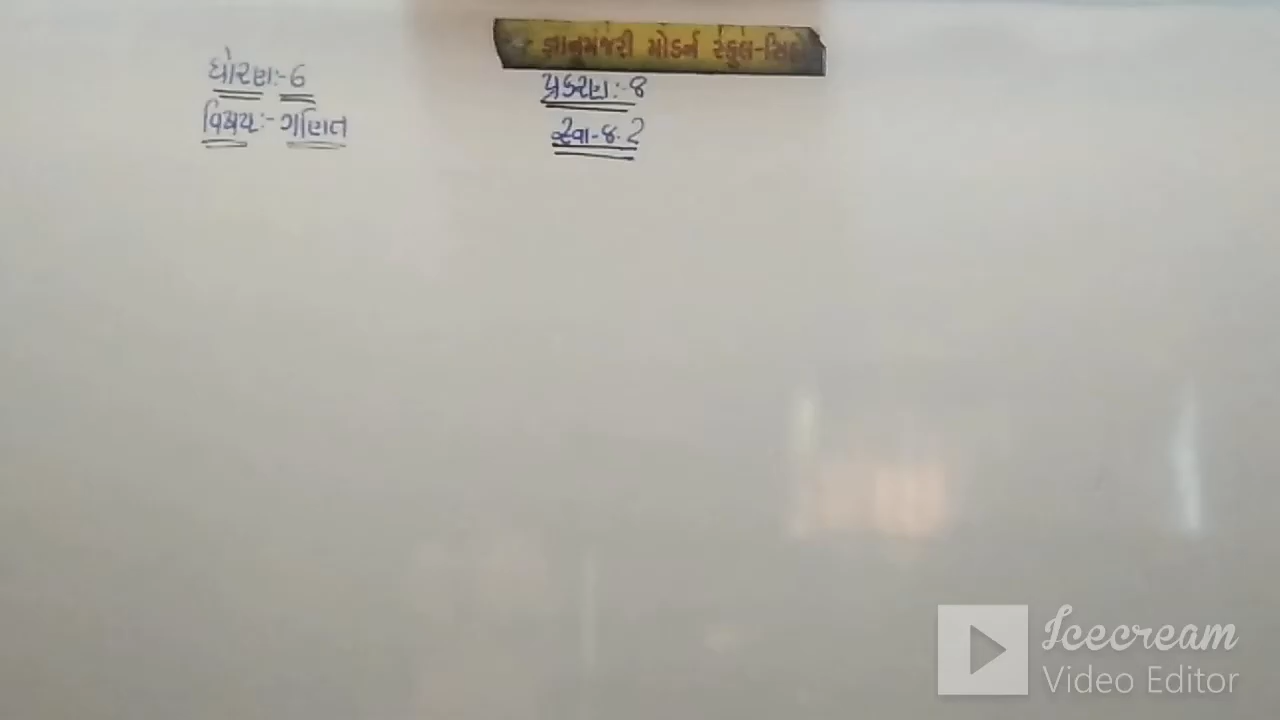 જ્ઞાનમંજરી મોડર્ન સ્કુલ-સિહોર
ધોરણ:-6
વિષય:- ગણિત
પ્રકરણ:-8
સ્વા-8.2
Icecream
Video Editor